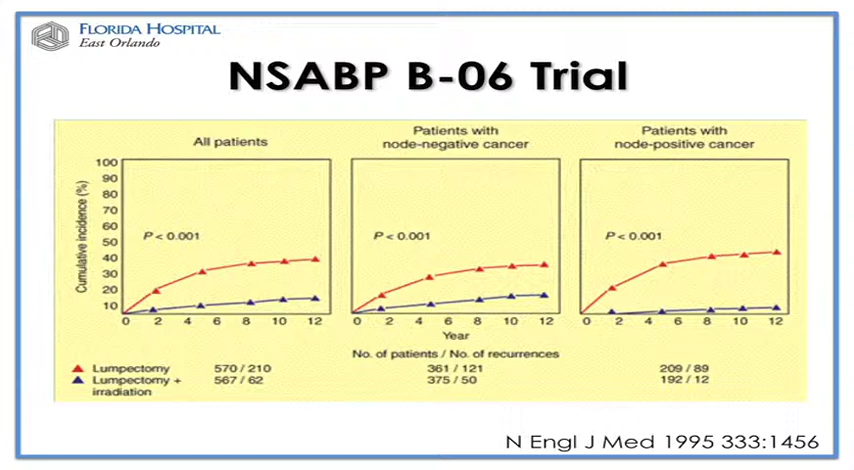 FLORIDA HOSPITAL
East Orlando
NSABP B-06 Trial
All patients
Patients with
node-negative cancer
Patients with
node-positive cancer
Cumulative incidence (%)
100
90
80
70
60
50
40
30
20
10
P < 0.001
P < 0.001
P < 0.001
0 2 4 6 8 10 12
0 2 4 6 8 10 12
0 2 4 6 8 10 12
Year
No. of patients / No. of recurrences
Lumpectomy 570 / 210 361 / 121 209 / 89
Lumpectomy + 567 / 62 375 / 50 192 / 12
irradiation
N Engl J Med 1995 333:1456